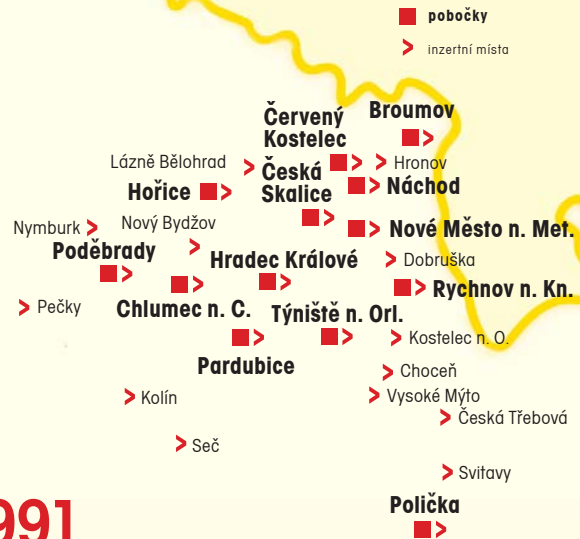 pobočky
inzertní místa
Broumov
Červený
Kostelec
Lázně Bělohrad
Hronov
Česká
Skalice
Hořice
Náchod
Nymburk
Nový Bydžov
Nové Město n. Met.
Poděbrady
Hradec Králové
Dobruška
Rychnov n. Kn.
Pečky
Chlumec n. C.
Týniště n. Orl.
Kostelec n. O.
Pardubice
Choceň
Kolín
Vysoké Mýto
Česká Třebová
Seč
Svitavy
Polička
991